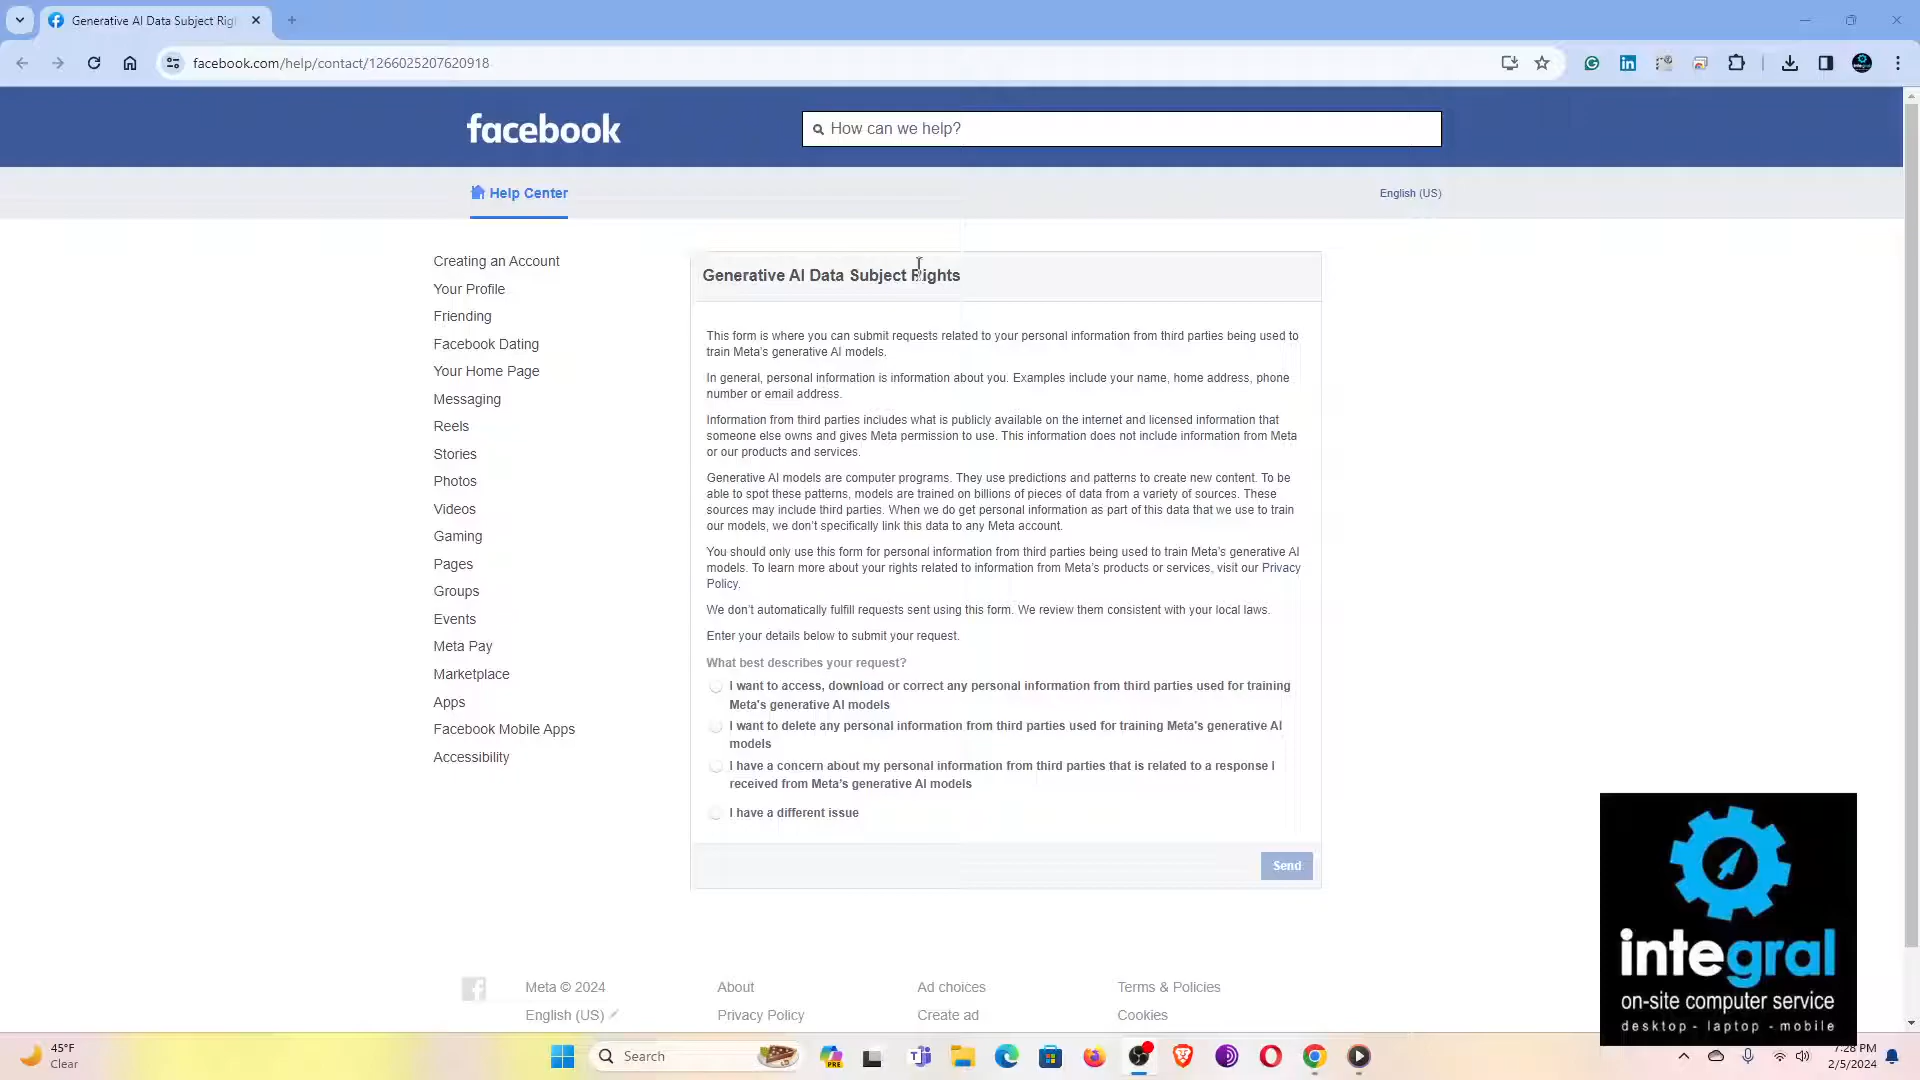 Generative AI Data Subject Rig
facebook.com/help/contact/1266025207620918
facebook
How can we help?
Help Center
English (US)
Creating an Account
Your Profile
Friending
Facebook Dating
Your Home Page
Messaging
Reels
Stories
Photos
Videos
Gaming
Pages
Groups
Events
Meta Pay
Marketplace
Apps
Facebook Mobile Apps
Accessibility
Generative AI Data Subject Rights
This form is where you can submit requests related to your personal information from third parties being used to
train Meta's generative AI models.
In general, personal information is information about you. Examples include your name, home address, phone
number or email address.
Information from third parties includes what is publicly available on the internet and licensed information that
someone else owns and gives Meta permission to use. This information does not include information from Meta
or our products and services.
Generative AI models are computer programs. They use predictions and patterns to create new content. To be
able to spot these patterns, models are trained on billions of pieces of data from a variety of sources. These
sources may include third parties. When we do get personal information as part of this data that we use to train
our models, we don't specifically link this data to any Meta account.
You should only use this form for personal information from third parties being used to train Meta's generative AI
models. To learn more about your rights related to information from Meta's products or services, visit our Privacy
Policy.
We don't automatically fulfill requests sent using this form. We review them consistent with your local laws.
Enter your details below to submit your request.
What best describes your request?
I want to access, download or correct any personal information from third parties used for training
Meta's generative AI models
I want to delete any personal information from third parties used for training Meta's generative AI
models
I have a concern about my personal information from third parties that is related to a response I
received from Meta's generative AI models
I have a different issue
Send
Meta © 2024
About
Ad choices
Terms & Policies
English (US)
Privacy Policy
Create ad
Cookies
integral
on-site computer service
desktop - laptop - mobile
45°F
Clear
Search
PRE
7:28 PM
2/5/2024